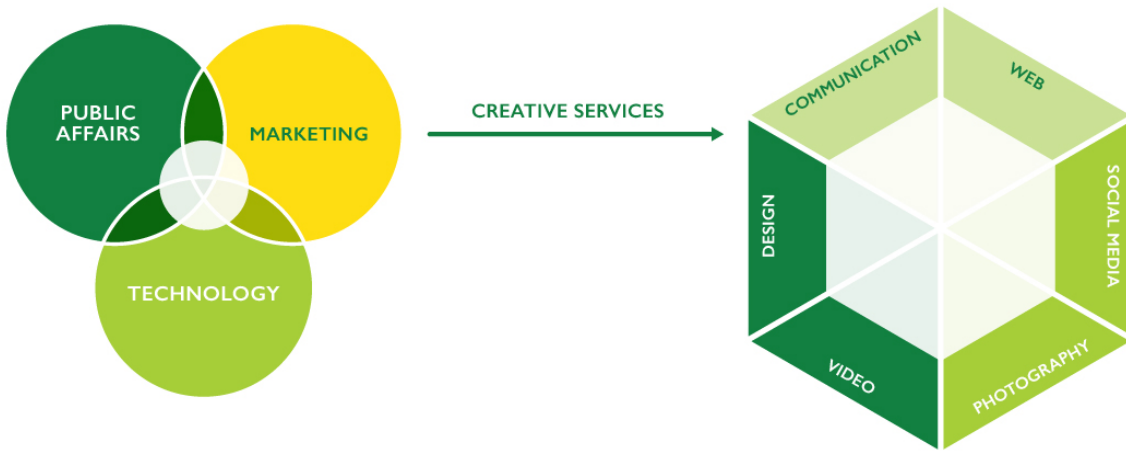 PUBLIC
AFFAIRS
MARKETING
TECHNOLOGY
CREATIVE SERVICES
COMMUNICATION
WEB
SOCIAL MEDIA
PHOTOGRAPHY
VIDEO
DESIGN